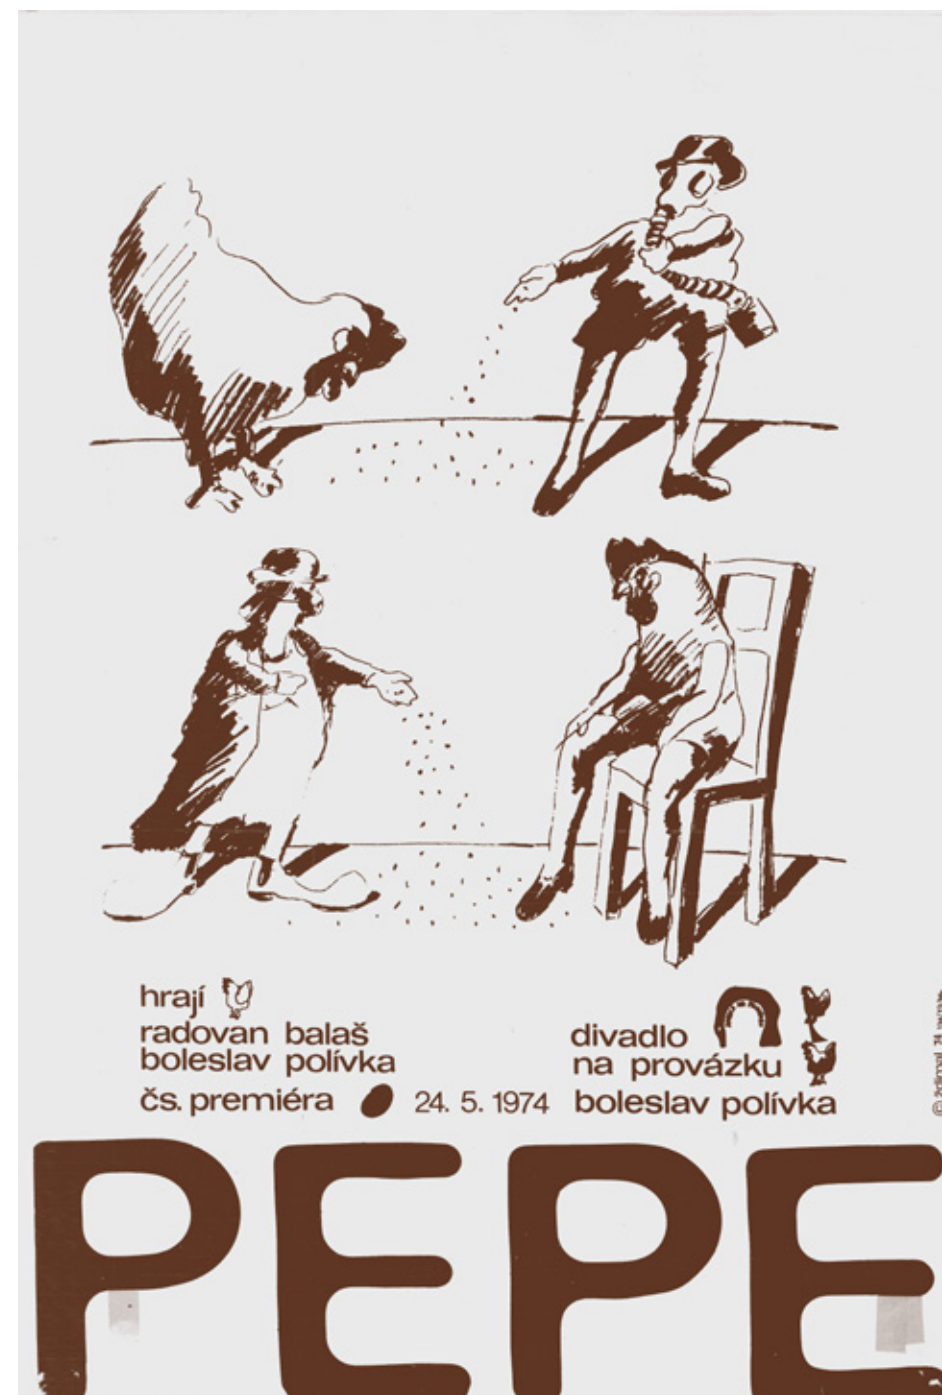 hrají
radovan balaš
boleslav polívka
čs. premiéra 24. 5. 1974
divadlo
na provázku
boleslav polívka
PEPE